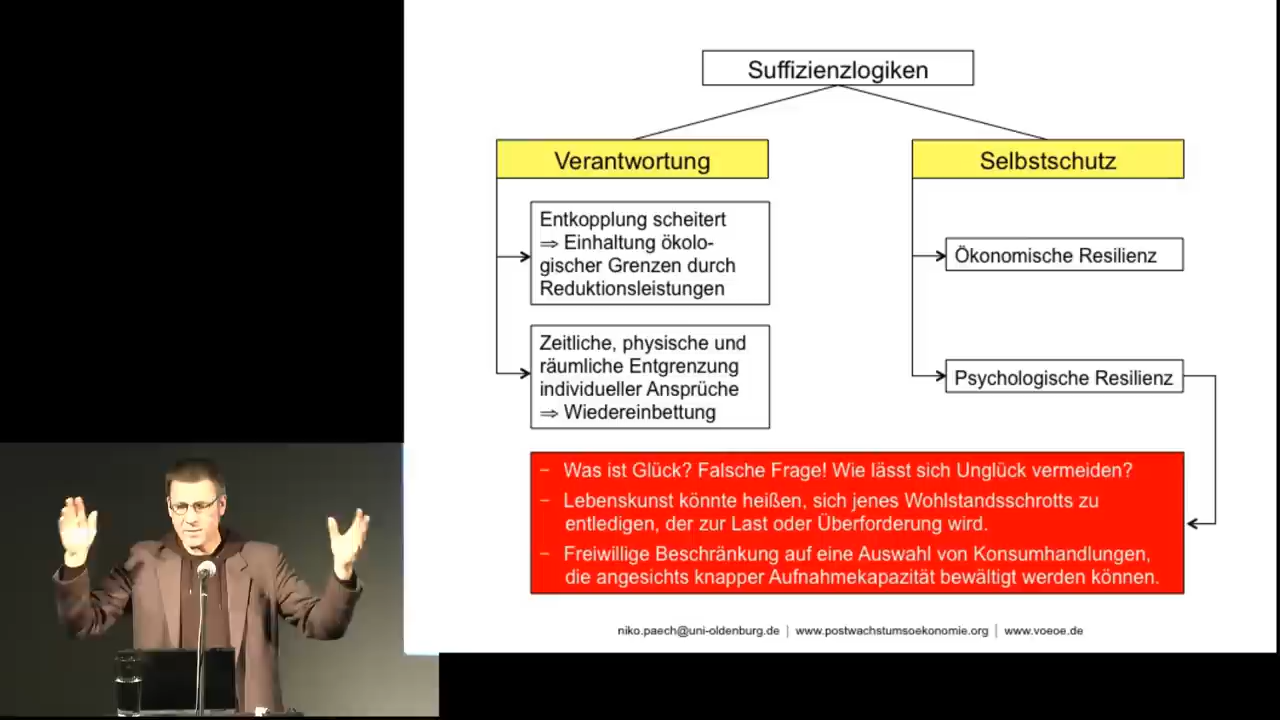 Suffizienzlogiken
Verantwortung
Entkopplung scheitert
⇒ Einhaltung ökolo-
gischer Grenzen durch
Reduktionsleistungen
Zeitliche, physische und
räumliche Entgrenzung
individueller Ansprüche
⇒ Wiedereinbettung
Selbstschutz
Ökonomische Resilienz
Psychologische Resilienz
– Was ist Glück? Falsche Frage! Wie lässt sich Unglück vermeiden?
– Lebenskunst könnte heißen, sich jenes Wohlstandsschrotts zu
entledigen, der zur Last oder Überforderung wird.
– Freiwillige Beschränkung auf eine Auswahl von Konsumhandlungen,
die angesichts knapper Aufnahmekapazität bewältigt werden können.
niko.paech@uni-oldenburg.de | www.postwachstumsoekonomie.org | www.voeoe.de